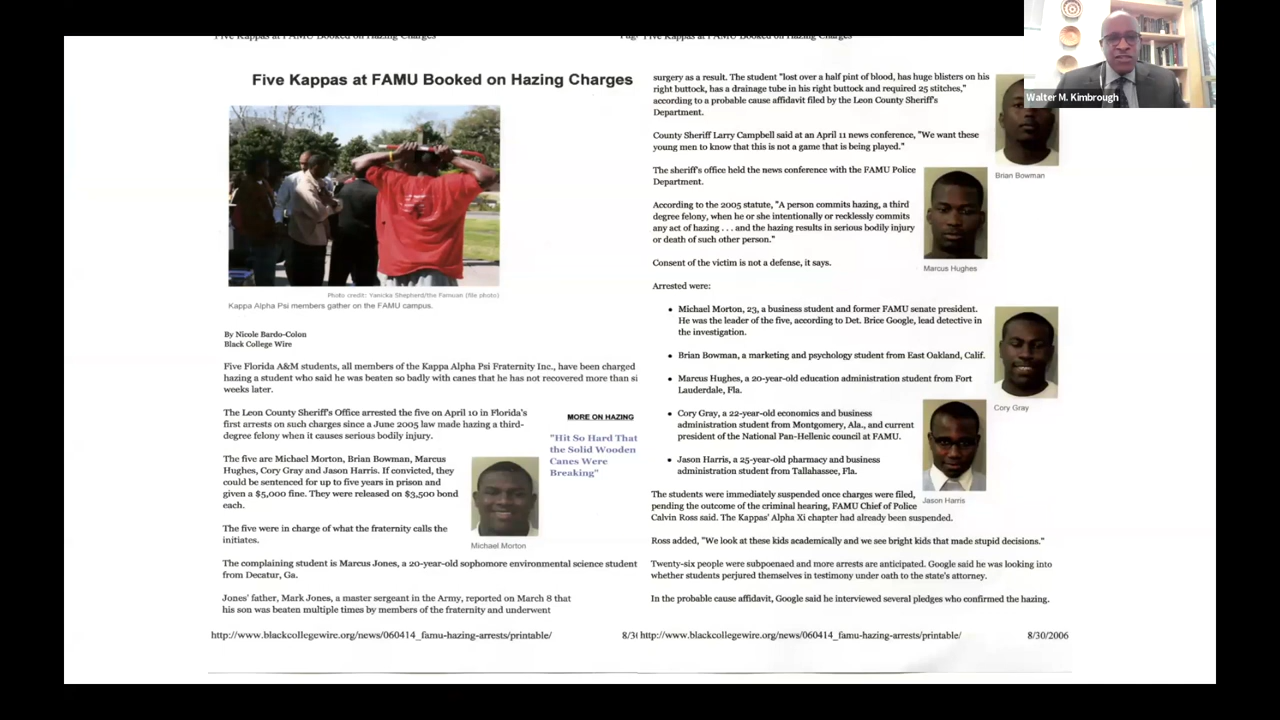 Five Kappas at FAMU Booked on Hazing Charges
Five Kappas at FAMU Booked on Hazing Charges
Photo credit: Yanicka Shepherd/the Famuan (file photo)
Kappa Alpha Psi members gather on the FAMU campus.
By Nicole Bardo-Colon
Black College Wire
Five Florida A&M students, all members of the Kappa Alpha Psi Fraternity Inc., have been charged
hazing a student who said he was beaten so badly with canes that he has not recovered more than si
weeks later.
The Leon County Sheriff's Office arrested the five on April 10 in Florida's
first arrests on such charges since a June 2005 law made hazing a third-
degree felony when it causes serious bodily injury.
MORE ON HAZING
"Hit So Hard That
the Solid Wooden
Canes Were
Breaking"
The five are Michael Morton, Brian Bowman, Marcus
Hughes, Cory Gray and Jason Harris. If convicted, they
could be sentenced for up to five years in prison and
given a $5,000 fine. They were released on $3,500 bond
each.
The five were in charge of what the fraternity calls the
initiates.
Michael Morton
The complaining student is Marcus Jones, a 20-year-old sophomore environmental science student
from Decatur, Ga.
Jones' father, Mark Jones, a master sergeant in the Army, reported on March 8 that
his son was beaten multiple times by members of the fraternity and underwent
http://www.blackcollegewire.org/news/060414_famu-hazing-arrests/printable/
Five Kappas at FAMU Booked on Hazing Charges
surgery as a result. The student "lost over a half pint of blood, has huge blisters on his
right buttock, has a drainage tube in his right buttock and required 25 stitches,"
according to a probable cause affidavit filed by the Leon County Sheriff's
Department.
County Sheriff Larry Campbell said at an April 11 news conference, "We want these
young men to know that this is not a game that is being played."
Brian Bowman
The sheriff's office held the news conference with the FAMU Police
Department.
According to the 2005 statute, "A person commits hazing, a third
degree felony, when he or she intentionally or recklessly commits
any act of hazing . . . and the hazing results in serious bodily injury
or death of such other person."
Consent of the victim is not a defense, it says.
Marcus Hughes
Arrested were:
• Michael Morton, 23, a business student and former FAMU senate president.
He was the leader of the five, according to Det. Brice Google, lead detective in
the investigation.
• Brian Bowman, a marketing and psychology student from East Oakland, Calif.
• Marcus Hughes, a 20-year-old education administration student from Fort
Lauderdale, Fla.
Cory Gray
• Cory Gray, a 22-year-old economics and business
administration student from Montgomery, Ala., and current
president of the National Pan-Hellenic council at FAMU.
• Jason Harris, a 25-year-old pharmacy and business
administration student from Tallahassee, Fla.
Jason Harris
The students were immediately suspended once charges were filed,
pending the outcome of the criminal hearing, FAMU Chief of Police
Calvin Ross said. The Kappas' Alpha Xi chapter had already been suspended.
Ross added, "We look at these kids academically and we see bright kids that made stupid decisions."
Twenty-six people were subpoenaed and more arrests are anticipated. Google said he was looking into
whether students perjured themselves in testimony under oath to the state's attorney.
In the probable cause affidavit, Google said he interviewed several pledges who confirmed the hazing.
http://www.blackcollegewire.org/news/060414_famu-hazing-arrests/printable/
8/30/2006
Walter M. Kimbrough